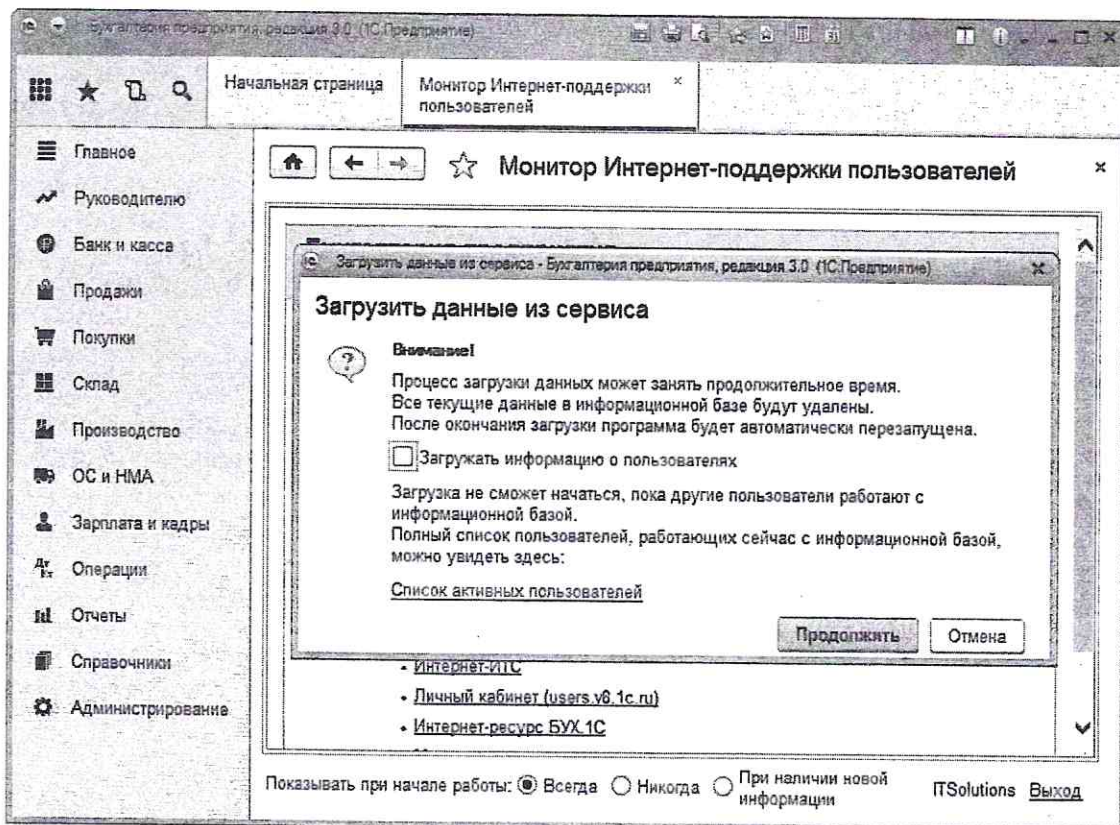 Бухгалтерия предприятия, редакция 3.0 (1С:Предприятие)
Начальная страница
Монитор Интернет-поддержки
пользователей
Главное
Руководителю
Банк и касса
Продажи
Покупки
Склад
Производство
ОС и НМА
Зарплата и кадры
Операции
Отчеты
Справочники
Администрирование
Монитор Интернет-поддержки пользователей
Загрузить данные из сервиса - Бухгалтерия предприятия, редакция 3.0 (1С:Предприятие)
Загрузить данные из сервиса
Внимание!
Процесс загрузки данных может занять продолжительное время.
Все текущие данные в информационной базе будут удалены.
После окончания загрузки программа будет автоматически перезапущена.
Загружать информацию о пользователях
Загрузка не сможет начаться, пока другие пользователи работают с
информационной базой.
Полный список пользователей, работающих сейчас с информационной базой,
можно увидеть здесь:
Список активных пользователей
Продолжить Отмена
• Интернет-ИТС
• Личный кабинет (users.v8.1c.ru)
• Интернет-ресурс БУХ.1С
Показывать при начале работы: Всегда Никогда При наличии новой
информации
ITSolutions Выход